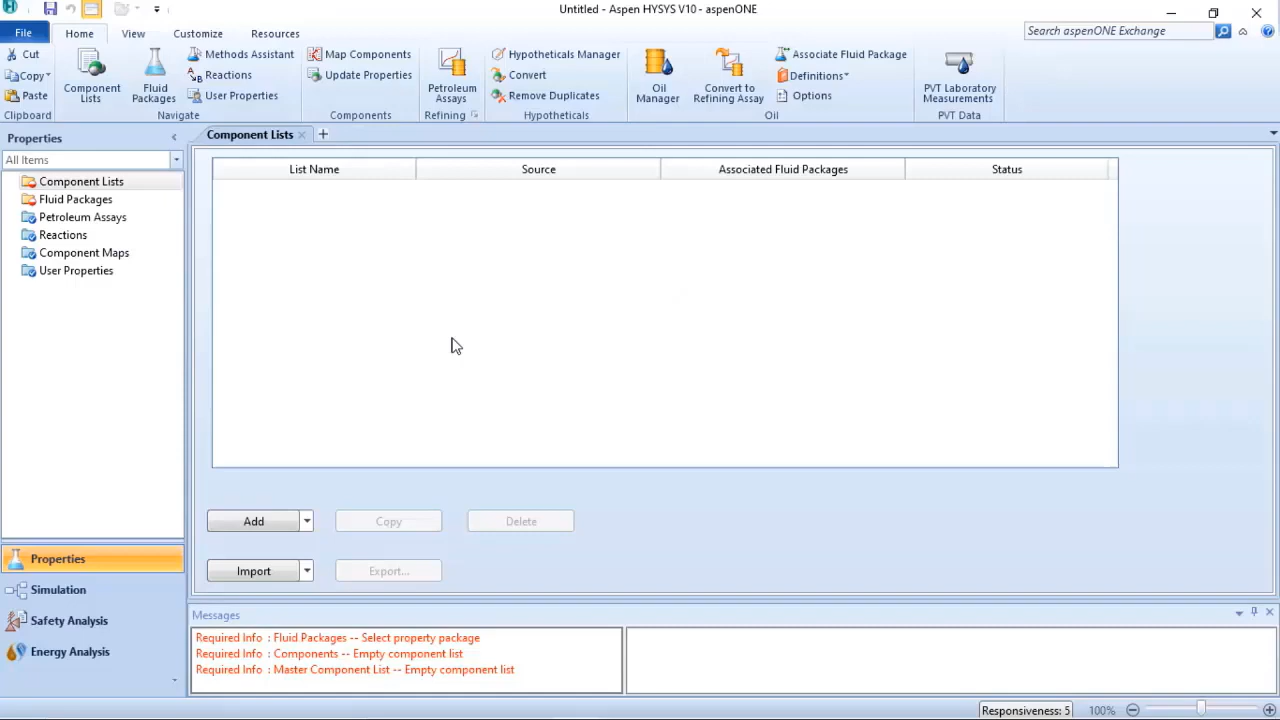 Untitled - Aspen HYSYS V10 - aspenONE
File Home View Customize Resources
Search aspenONE Exchange
Cut
Copy
Paste
Clipboard
Component Lists
Fluid Packages
Methods Assistant
Reactions
User Properties
Navigate
Map Components
Update Properties
Components
Petroleum Assays
Refining
Hypotheticals Manager
Convert
Remove Duplicates
Hypotheticals
Oil Manager
Convert to Refining Assay
Associate Fluid Package
Definitions
Options
Oil
PVT Laboratory Measurements
PVT Data
Properties
All Items
Component Lists
Fluid Packages
Petroleum Assays
Reactions
Component Maps
User Properties
Properties
Simulation
Safety Analysis
Energy Analysis
Component Lists
List Name Source Associated Fluid Packages Status
Add Copy Delete
Import Export...
Messages
Required Info : Fluid Packages -- Select property package
Required Info : Components -- Empty component list
Required Info : Master Component List -- Empty component list
Responsiveness: 5 100%